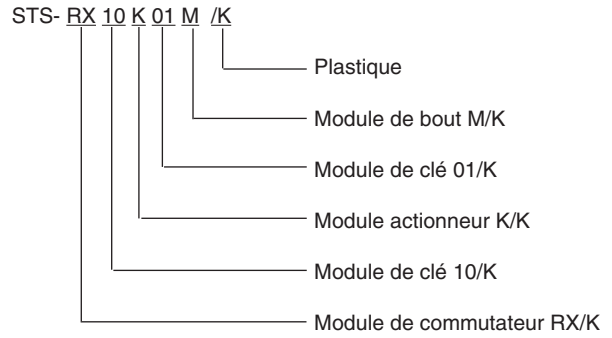 STS- RX 10 K 01 M /K
Plastique
Module de bout M/K
Module de clé 01/K
Module actionneur K/K
Module de clé 10/K
Module de commutateur RX/K